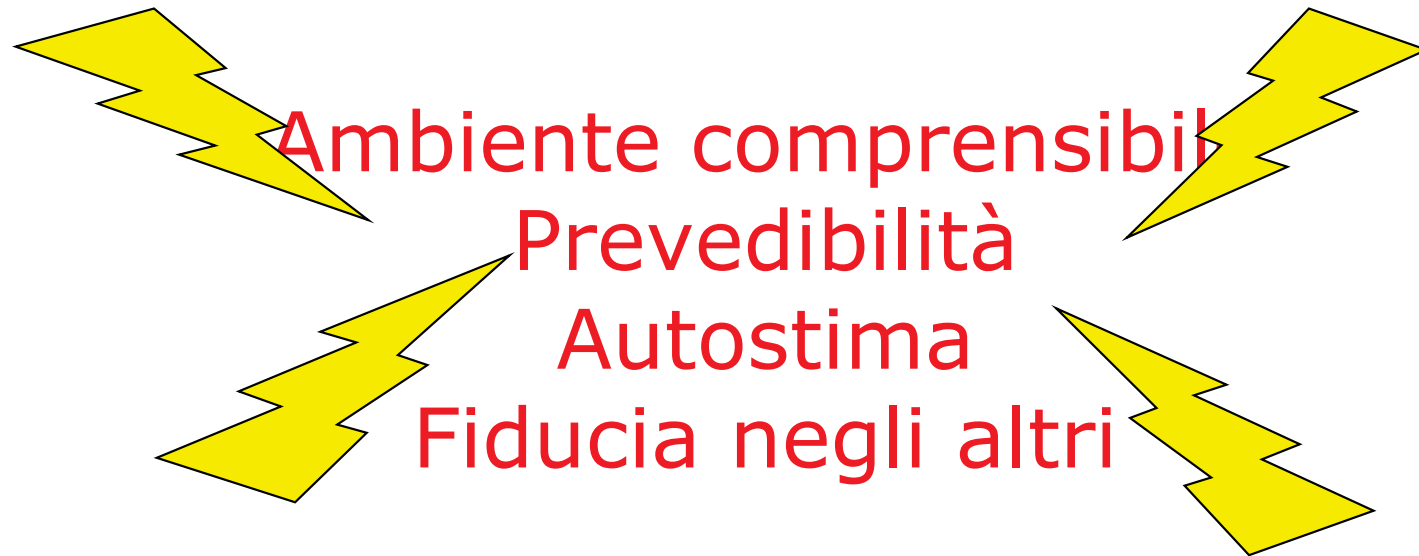 Ambiente comprensibil
Prevedibilità
Autostima
Fiducia negli altri